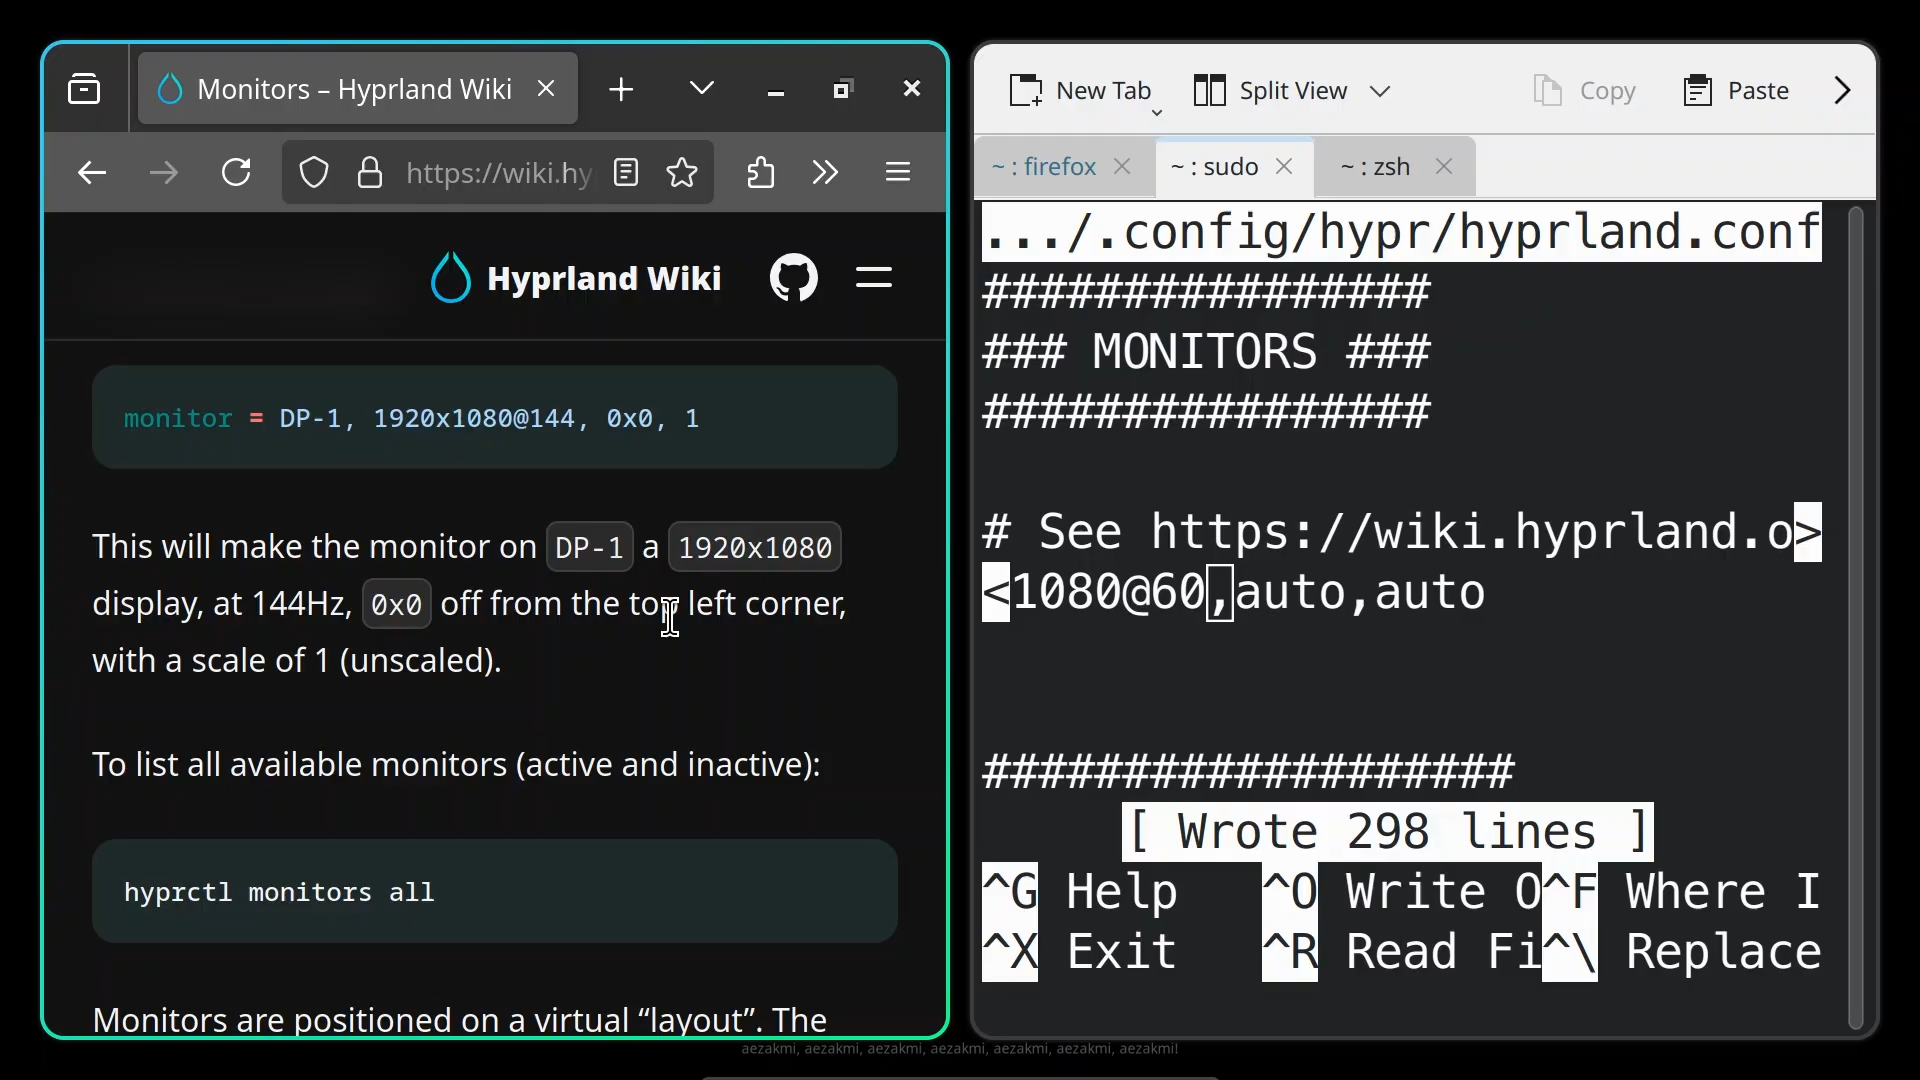 Monitors – Hyprland Wiki
https://wiki.hy
Hyprland Wiki
monitor = DP-1, 1920x1080@144, 0x0, 1
This will make the monitor on DP-1 a 1920x1080
display, at 144Hz, 0x0 off from the top left corner,
with a scale of 1 (unscaled).
To list all available monitors (active and inactive):
hyprctl monitors all
Monitors are positioned on a virtual “layout”. The
New Tab Split View Copy Paste
~ : firefox ~ : sudo ~ : zsh
.../.config/hypr/hyprland.conf
################
### MONITORS ###
################
# See https://wiki.hyprland.o>
<1080@60,auto,auto
###################
[ Wrote 298 lines ]
^G Help ^O Write O^F Where I
^X Exit ^R Read Fi^\ Replace
aezakmi, aezakmi, aezakmi, aezakmi, aezakmi, aezakmi, aezakmi!